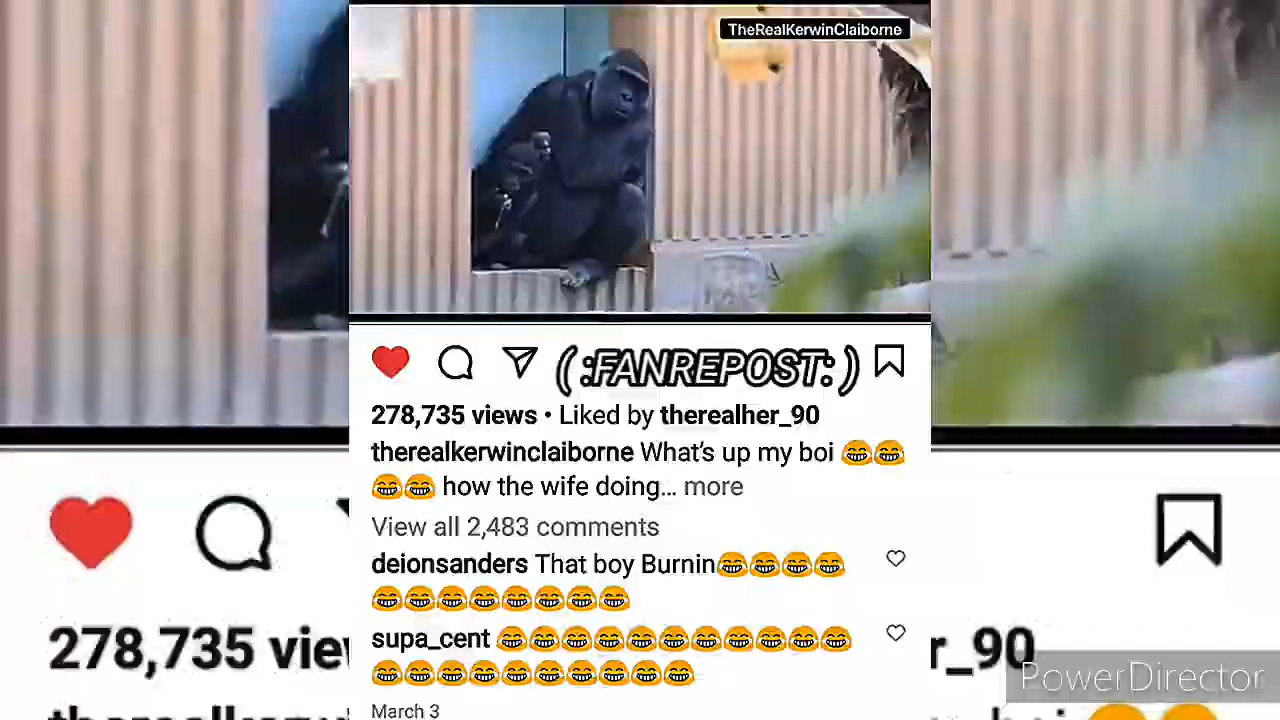 TheRealKerwinClaiborne
( :FANREPOST: )
278,735 views • Liked by therealher_90
therealkerwinclaiborne What's up my boi 😂😂
😂😂 how the wife doing... more
View all 2,483 comments
deionsanders That boy Burnin😂😂😂😂
😂😂😂😂😂😂😂😂
supa_cent 😂😂😂😂😂😂😂😂😂😂😂
😂😂😂😂😂😂😂😂😂😂
March 3
278,735 vie
r_90
PowerDirector